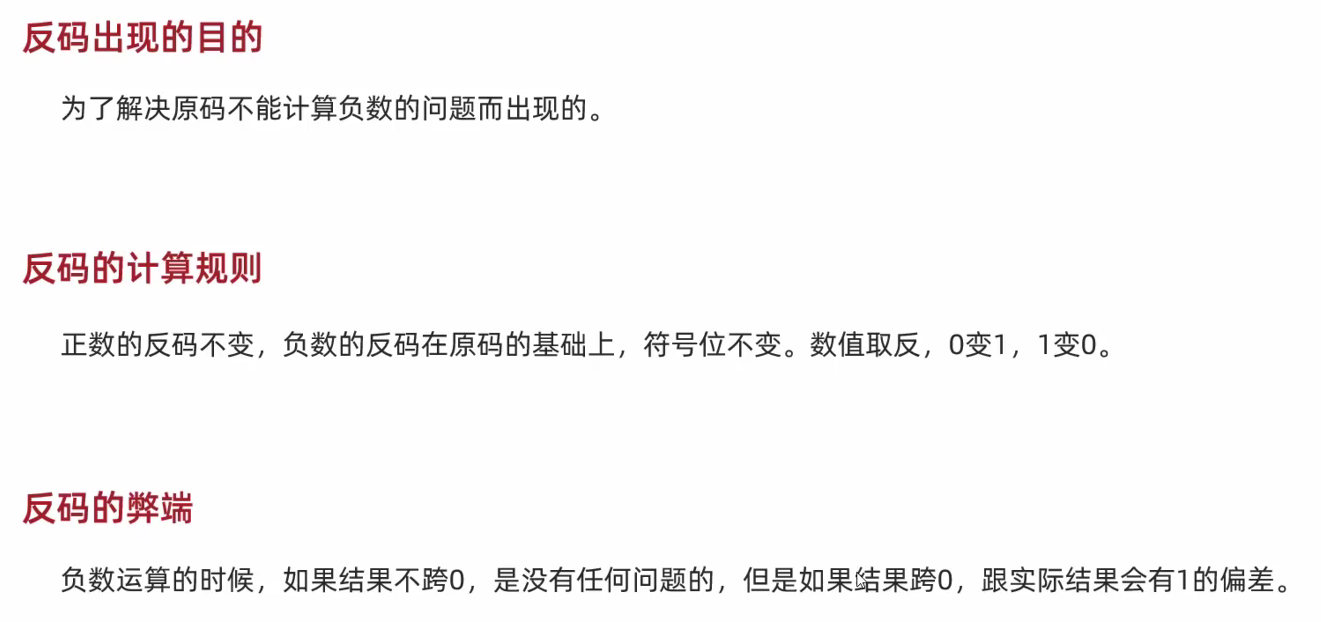 反码出现的目的
为了解决原码不能计算负数的问题而出现的。
反码的计算规则
正数的反码不变，负数的反码在原码的基础上，符号位不变。数值取反，0变1，1变0。
反码的弊端
负数运算的时候，如果结果不跨0，是没有任何问题的，但是如果结果跨0，跟实际结果会有1的偏差。